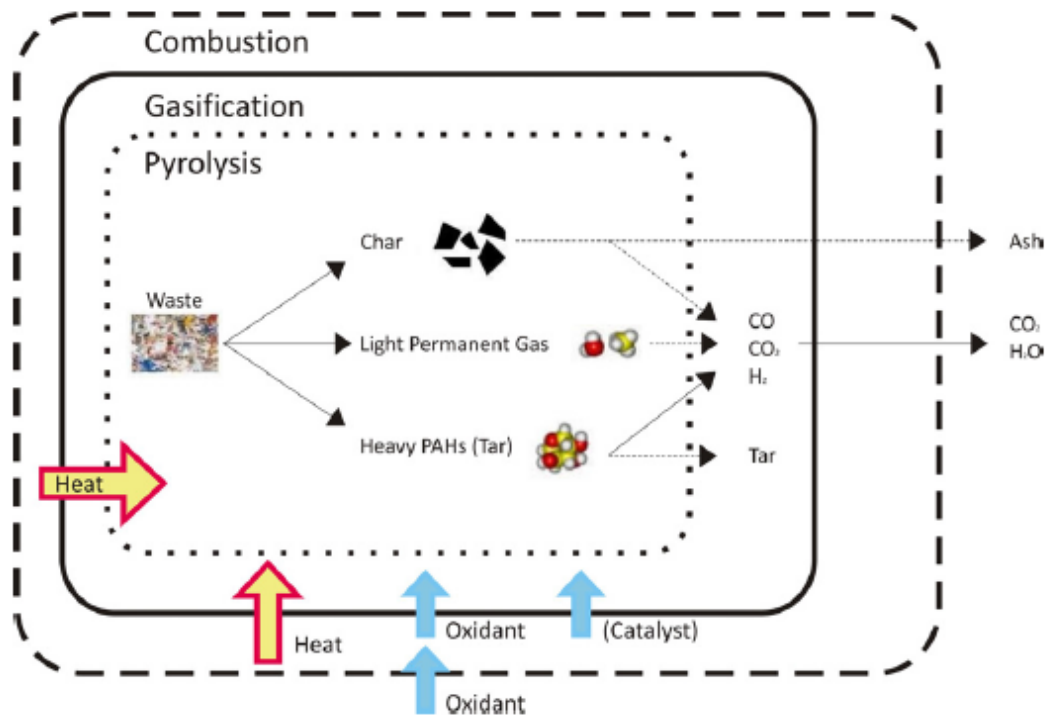 Combustion
Gasification
Pyrolysis
Char
Ash
Waste
CO
CO₂
H₂
CO₂
H₂O
Light Permanent Gas
Heavy PAHs (Tar)
Tar
Heat
Heat
Oxidant
(Catalyst)
Oxidant